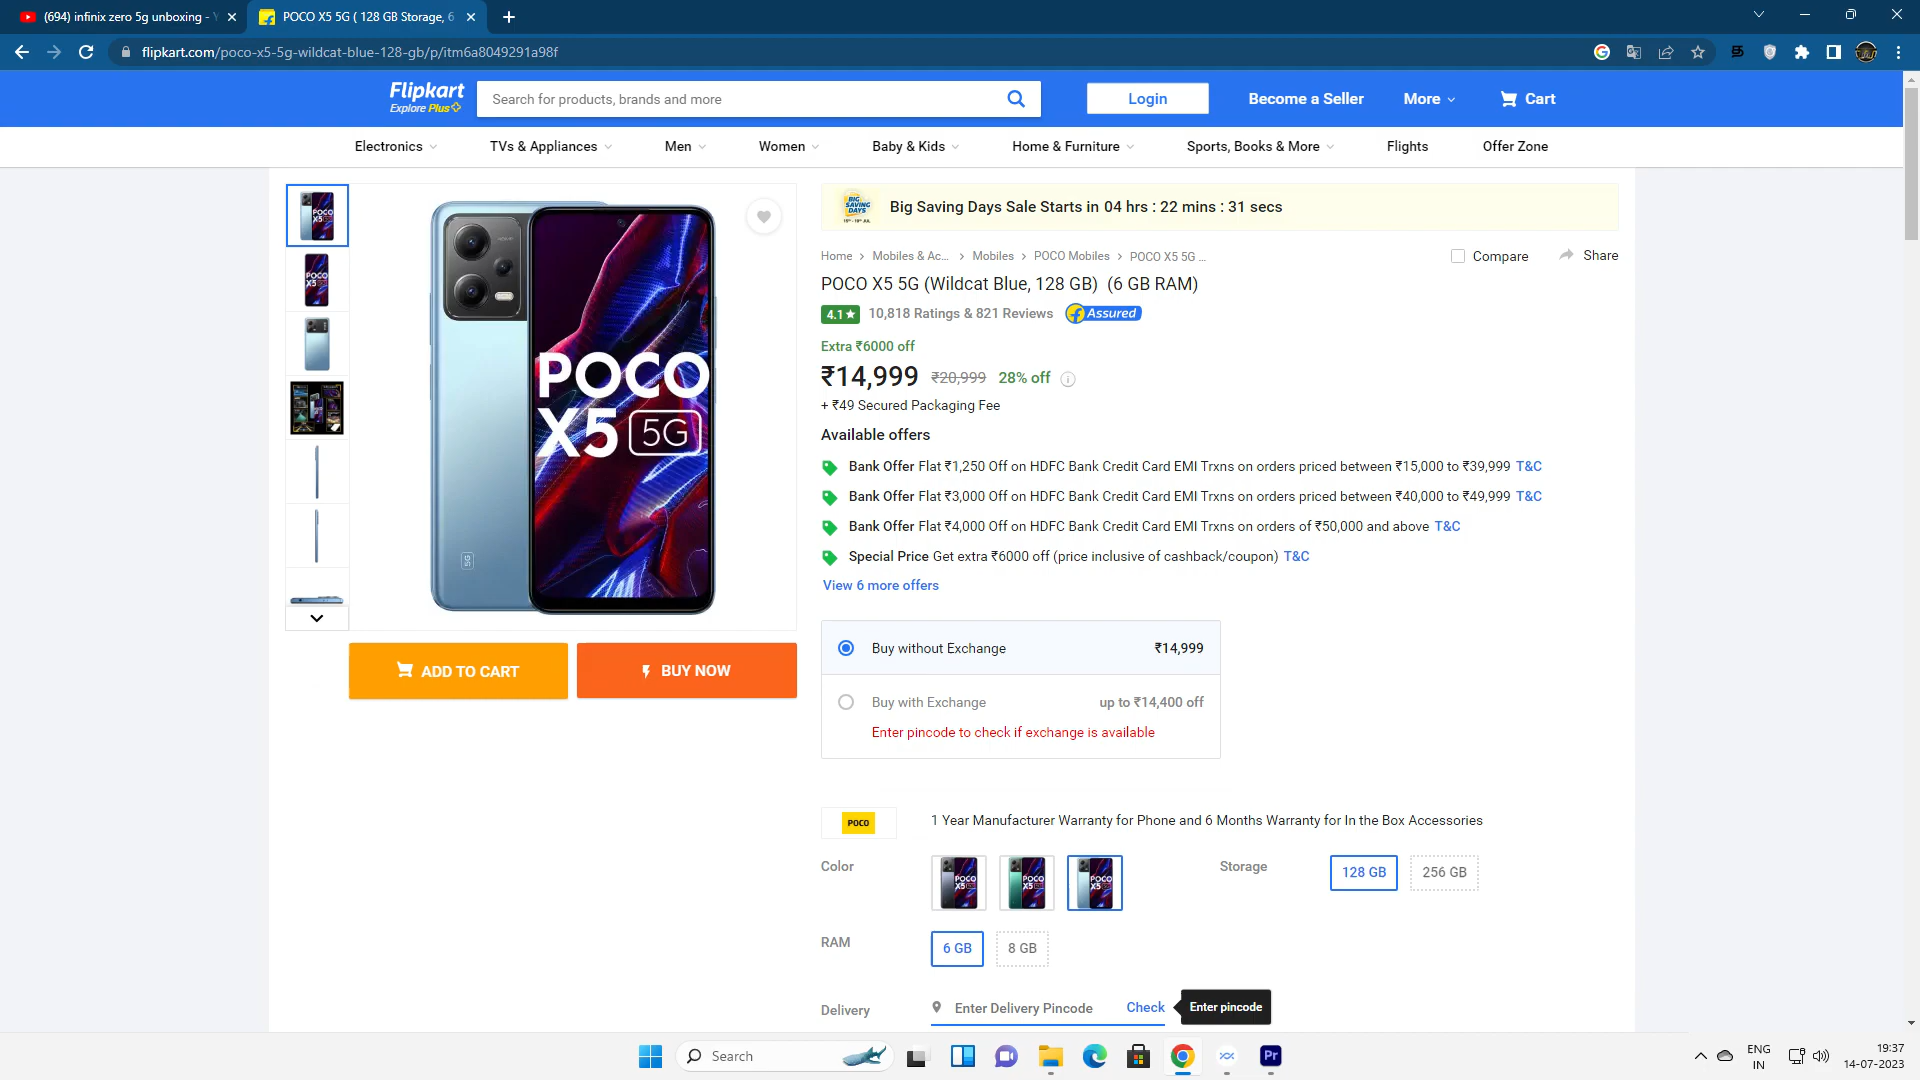 (694) infinix zero 5g unboxing - Y
POCO X5 5G ( 128 GB Storage, 6
flipkart.com/poco-x5-5g-wildcat-blue-128-gb/p/itm6a8049291a98f
Flipkart
Explore Plus
Search for products, brands and more
Login
Become a Seller
More
Cart
Electronics
TVs & Appliances
Men
Women
Baby & Kids
Home & Furniture
Sports, Books & More
Flights
Offer Zone
BIG SAVING DAYS
Big Saving Days Sale Starts in 04 hrs : 22 mins : 31 secs
Home > Mobiles & Ac... > Mobiles > POCO Mobiles > POCO X5 5G ...
Compare
Share
POCO X5 5G (Wildcat Blue, 128 GB) (6 GB RAM)
4.1★ 10,818 Ratings & 821 Reviews Assured
Extra ₹6000 off
₹14,999 ₹20,999 28% off
+ ₹49 Secured Packaging Fee
Available offers
Bank Offer Flat ₹1,250 Off on HDFC Bank Credit Card EMI Trxns on orders priced between ₹15,000 to ₹39,999 T&C
Bank Offer Flat ₹3,000 Off on HDFC Bank Credit Card EMI Trxns on orders priced between ₹40,000 to ₹49,999 T&C
Bank Offer Flat ₹4,000 Off on HDFC Bank Credit Card EMI Trxns on orders of ₹50,000 and above T&C
Special Price Get extra ₹6000 off (price inclusive of cashback/coupon) T&C
View 6 more offers
POCO
X5 5G
5G
ADD TO CART
BUY NOW
Buy without Exchange ₹14,999
Buy with Exchange up to ₹14,400 off
Enter pincode to check if exchange is available
POCO
1 Year Manufacturer Warranty for Phone and 6 Months Warranty for In the Box Accessories
Color
POCO X5
POCO X5
POCO X5
Storage
128 GB
256 GB
RAM
6 GB
8 GB
Delivery
Enter Delivery Pincode
Check
Enter pincode
Search
Pr
ENG
IN
19:37
14-07-2023